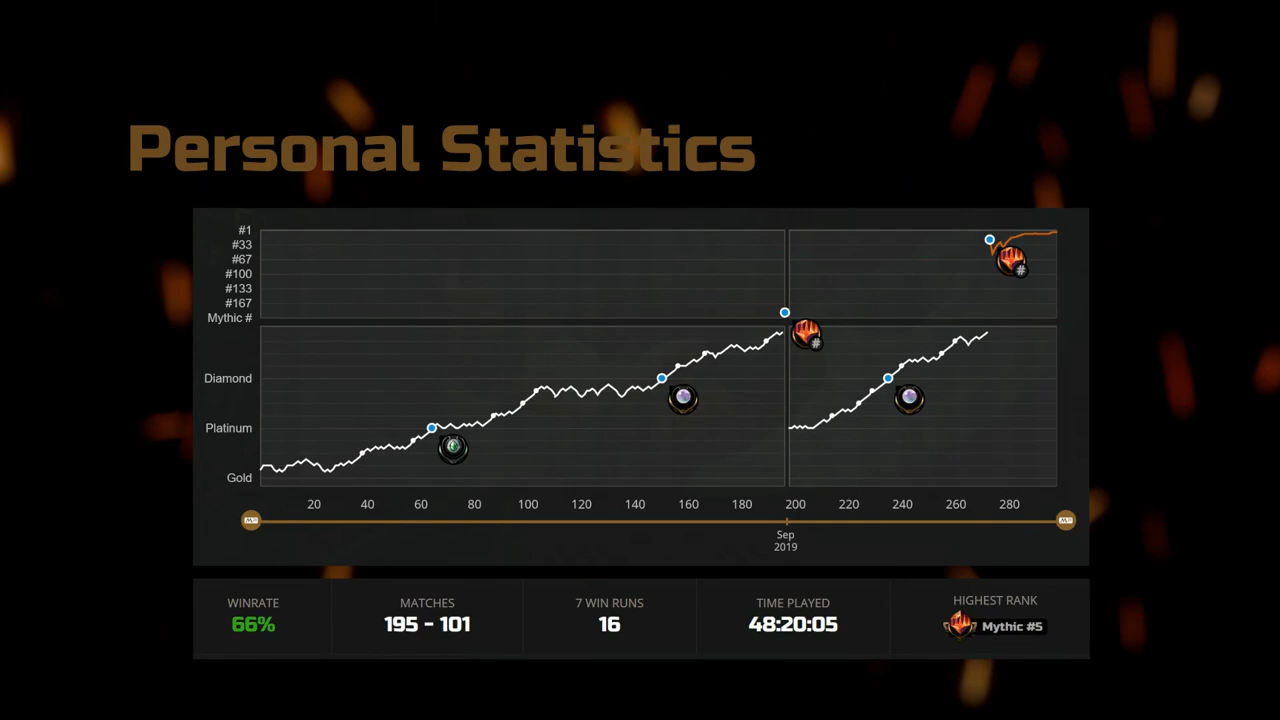 Personal Statistics
#1
#33
#67
#100
#133
#167
Mythic #
#
#
Diamond
Platinum
Gold
20 40 60 80 100 120 140 160 180 200 220 240 260 280
Sep
2019
WINRATE MATCHES 7 WIN RUNS TIME PLAYED HIGHEST RANK
66% 195 - 101 16 48:20:05 Mythic #5